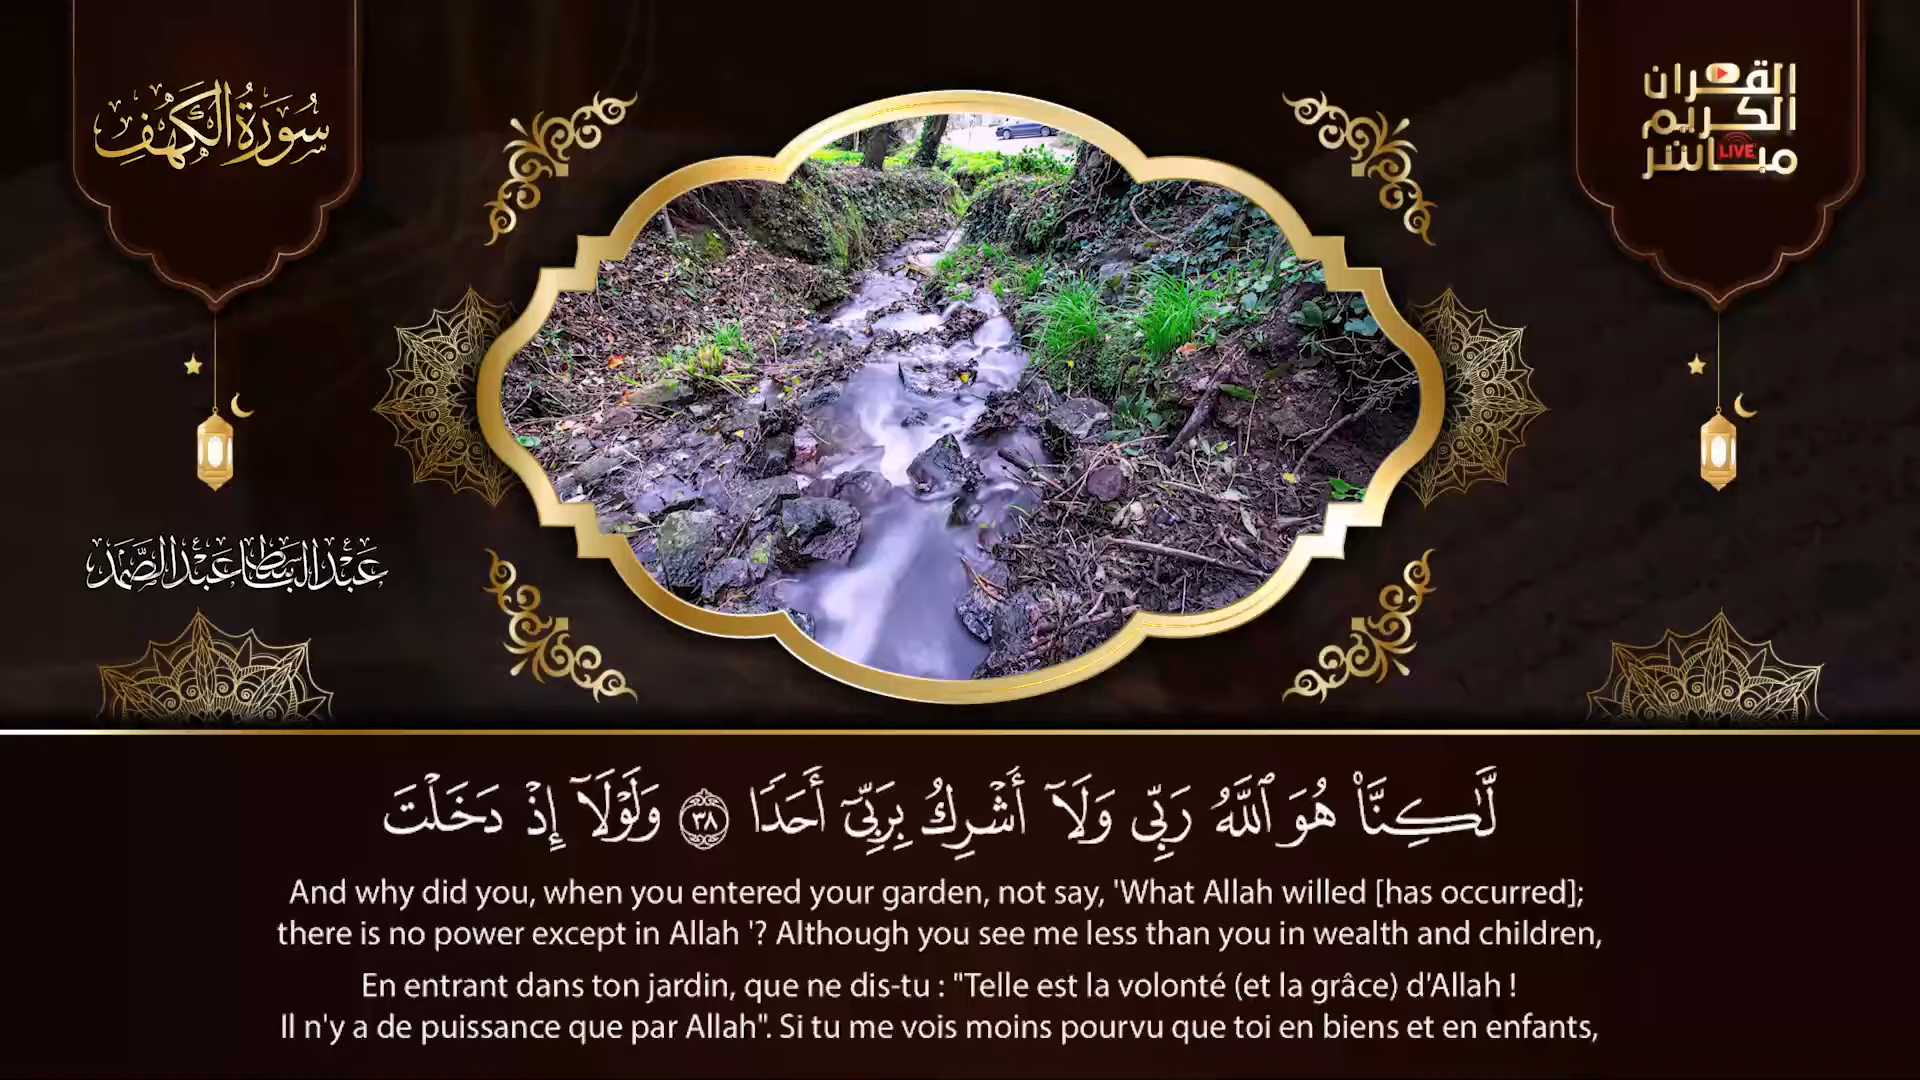 سُورَةُ الكَهْفِ
القرآن
الكريم
مباشر
LIVE
عَبْدُ البَاسِط عَبْدُ الصَّمَد
لَّٰكِنَّا۠ هُوَ ٱللَّهُ رَبِّى وَلَآ أُشْرِكُ بِرَبِّىٓ أَحَدًا ٣٨ وَلَوْلَآ إِذْ دَخَلْتَ
And why did you, when you entered your garden, not say, 'What Allah willed [has occurred];
there is no power except in Allah '? Although you see me less than you in wealth and children,
En entrant dans ton jardin, que ne dis-tu : "Telle est la volonté (et la grâce) d'Allah !
Il n'y a de puissance que par Allah". Si tu me vois moins pourvu que toi en biens et en enfants,